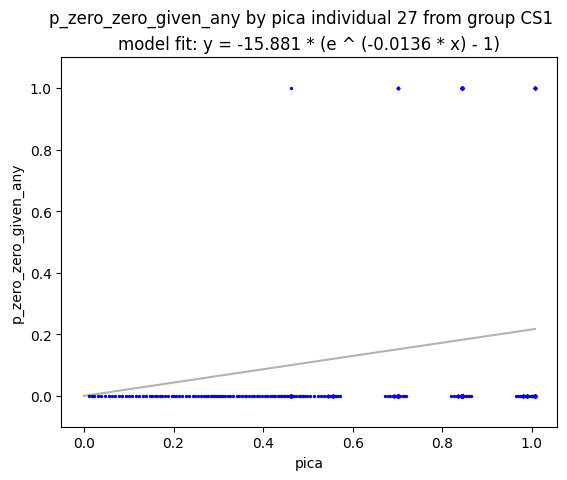 p_zero_zero_given_any by pica individual 27 from group CS1
model fit: y = -15.881 * (e ^ (-0.0136 * x) - 1)
1.0
0.8
0.6
0.4
0.2
0.0
p_zero_zero_given_any
0.0 0.2 0.4 0.6 0.8 1.0
pica